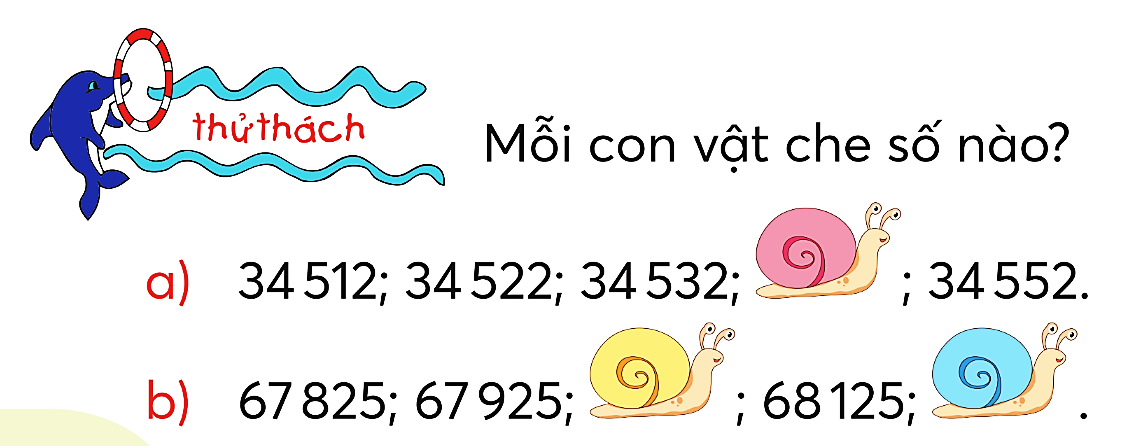 thử thách
Mỗi con vật che số nào?
a) 34 512; 34 522; 34 532; ; 34 552.
b) 67 825; 67 925; ; 68 125; .